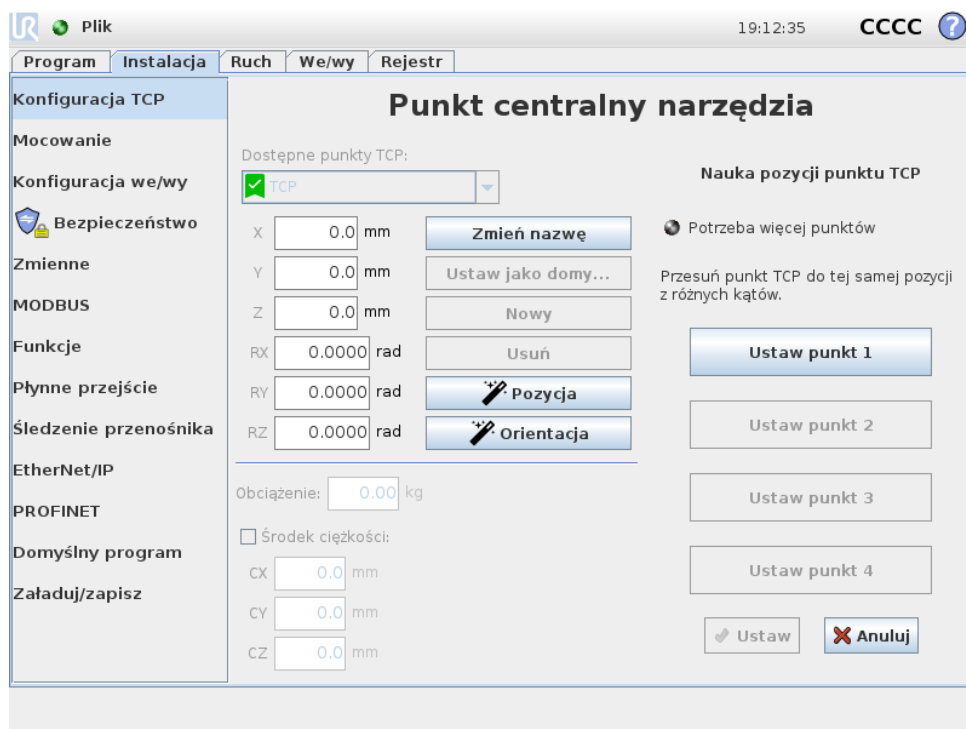 UR Plik 19:12:35 CCCC ?
Program Instalacja Ruch We/wy Rejestr
Konfiguracja TCP
Mocowanie
Konfiguracja we/wy
Bezpieczeństwo
Zmienne
MODBUS
Funkcje
Płynne przejście
Śledzenie przenośnika
EtherNet/IP
PROFINET
Domyślny program
Załaduj/zapisz
Punkt centralny narzędzia
Dostępne punkty TCP:
TCP
X 0.0 mm Zmień nazwę
Y 0.0 mm Ustaw jako domy...
Z 0.0 mm Nowy
RX 0.0000 rad Usuń
RY 0.0000 rad Pozycja
RZ 0.0000 rad Orientacja
Obciążenie: 0.00 kg
Środek ciężkości:
CX 0.0 mm
CY 0.0 mm
CZ 0.0 mm
Nauka pozycji punktu TCP
Potrzeba więcej punktów
Przesuń punkt TCP do tej samej pozycji
z różnych kątów.
Ustaw punkt 1
Ustaw punkt 2
Ustaw punkt 3
Ustaw punkt 4
Ustaw Anuluj